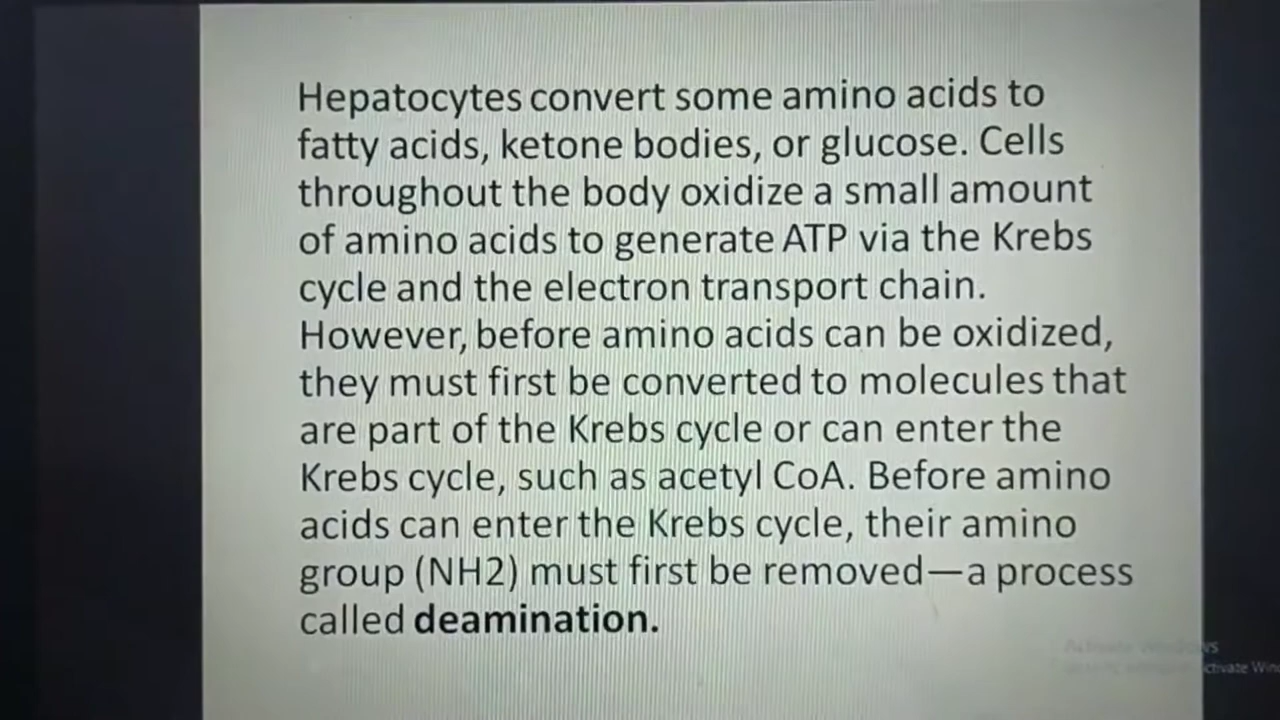 Hepatocytes convert some amino acids to
fatty acids, ketone bodies, or glucose. Cells
throughout the body oxidize a small amount
of amino acids to generate ATP via the Krebs
cycle and the electron transport chain.
However, before amino acids can be oxidized,
they must first be converted to molecules that
are part of the Krebs cycle or can enter the
Krebs cycle, such as acetyl CoA. Before amino
acids can enter the Krebs cycle, their amino
group (NH2) must first be removed—a process
called deamination.
Activate Windows